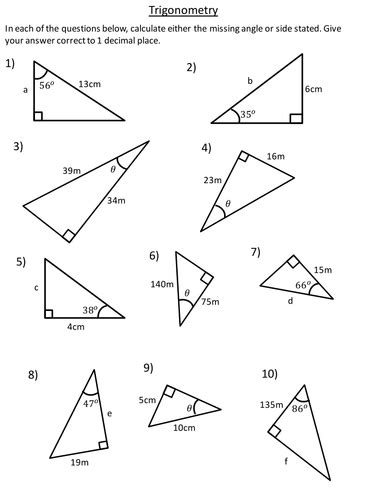 Trigonometry
In each of the questions below, calculate either the missing angle or side stated. Give
your answer correct to 1 decimal place.
1)
56°
13cm
a
2)
b
6cm
35°
3)
39m
θ
34m
4)
16m
23m
θ
5)
c
38°
4cm
6)
140m
θ
75m
7)
15m
66°
d
8)
47°
e
19m
9)
5cm
θ
10cm
10)
135m
86°
f